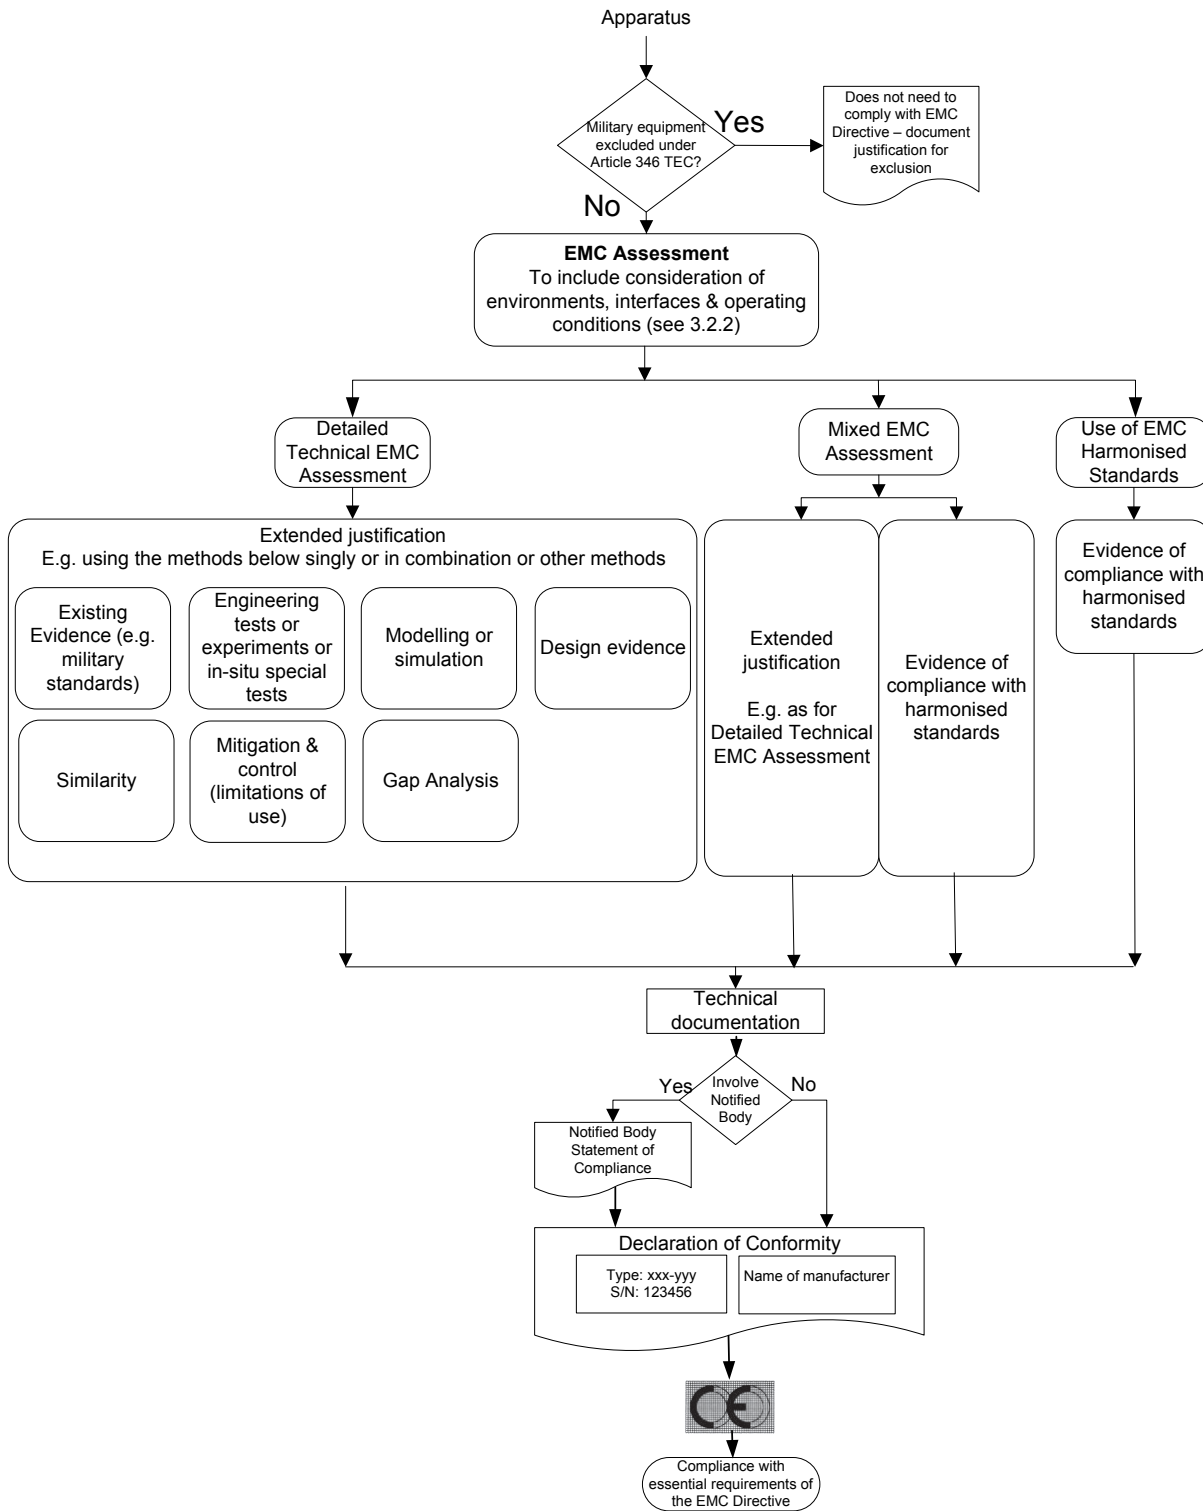 Apparatus
Military equipment
excluded under
Article 346 TEC?
Yes
Does not need to
comply with EMC
Directive – document
justification for
exclusion
No
EMC Assessment
To include consideration of
environments, interfaces & operating
conditions (see 3.2.2)
Detailed
Technical EMC
Assessment
Mixed EMC
Assessment
Use of EMC
Harmonised
Standards
Extended justification
E.g. using the methods below singly or in combination or other methods
Existing
Evidence (e.g.
military
standards)
Engineering
tests or
experiments or
in-situ special
tests
Modelling or
simulation
Design evidence
Similarity
Mitigation &
control
(limitations of
use)
Gap Analysis
Extended
justification
E.g. as for
Detailed Technical
EMC Assessment
Evidence of
compliance with
harmonised
standards
Evidence of
compliance with
harmonised
standards
Technical
documentation
Involve
Notified
Body
Yes
No
Notified Body
Statement of
Compliance
Declaration of Conformity
Type: xxx-yyy
S/N: 123456
Name of manufacturer
CE
Compliance with
essential requirements of
the EMC Directive